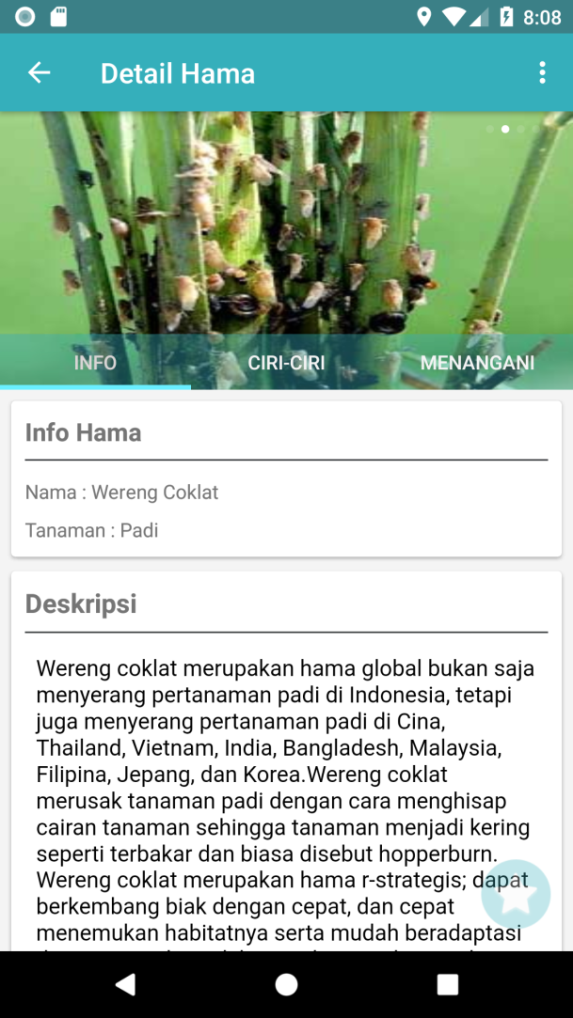 8:08
Detail Hama
INFO CIRI-CIRI MENANGANI
Info Hama
Nama : Wereng Coklat
Tanaman : Padi
Deskripsi
Wereng coklat merupakan hama global bukan saja
menyerang pertanaman padi di Indonesia, tetapi
juga menyerang pertanaman padi di Cina,
Thailand, Vietnam, India, Bangladesh, Malaysia,
Filipina, Jepang, dan Korea.Wereng coklat
merusak tanaman padi dengan cara menghisap
cairan tanaman sehingga tanaman menjadi kering
seperti terbakar dan biasa disebut hopperburn.
Wereng coklat merupakan hama r-strategis; dapat
berkembang biak dengan cepat, dan cepat
menemukan habitatnya serta mudah beradaptasi